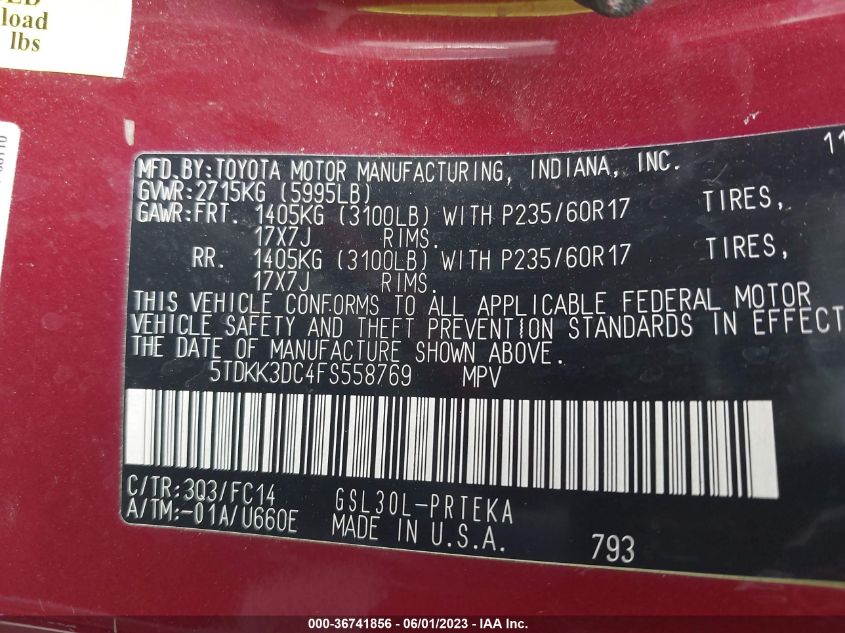 load
lbs
11
MFD.BY:TOYOTA MOTOR MANUFACTURING, INDIANA, INC.
GVWR:2715KG (5995LB)
GAWR:FRT. 1405KG (3100LB) WITH P235/60R17 TIRES,
17X7J RIMS.
RR. 1405KG (3100LB) WITH P235/60R17 TIRES,
17X7J RIMS.
THIS VEHICLE CONFORMS TO ALL APPLICABLE FEDERAL MOTOR
VEHICLE SAFETY AND THEFT PREVENTION STANDARDS IN EFFECT
THE DATE OF MANUFACTURE SHOWN ABOVE.
5TDKK3DC4FS558769 MPV
C/TR:3Q3/FC14 GSL30L-PRTEKA
A/TM:-01A/U660E MADE IN U.S.A. 793
000-36741856 - 06/01/2023 - IAA Inc.